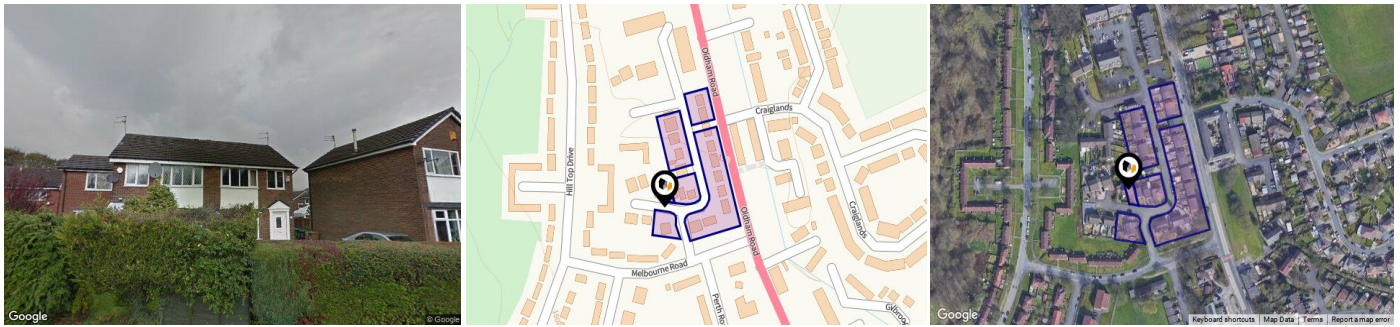 Google
© Google
Oldham Road
Craiglands
Hill Top Drive
Craiglands
Oldham Road
Melbourne Road
Perth Ro
Google
Keyboard shortcuts
Map Data
Terms
Report a map error